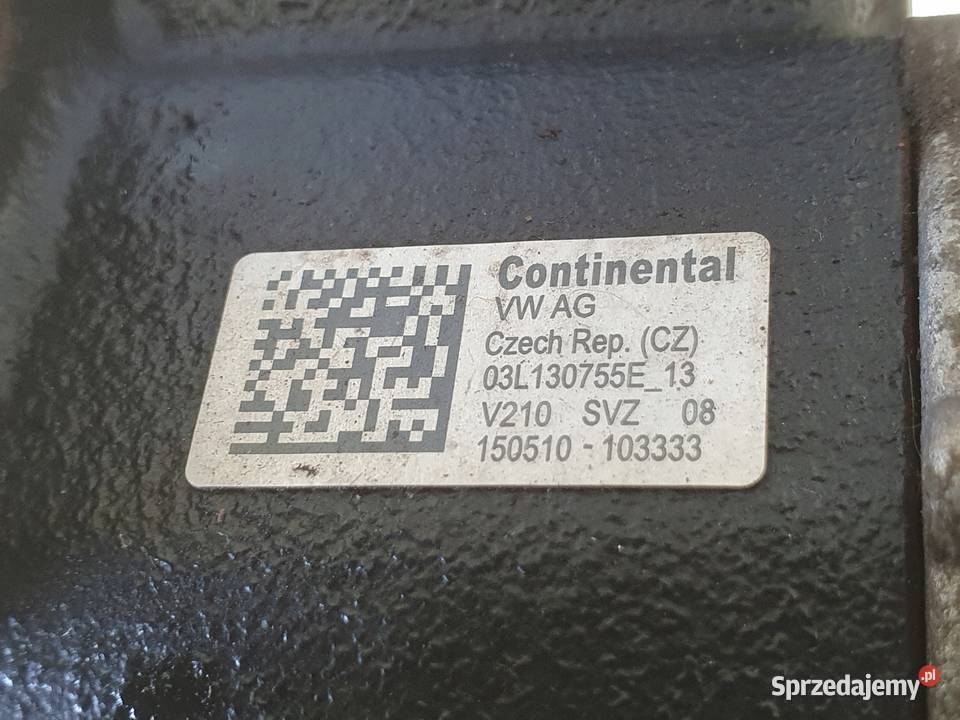 Continental
VW AG
Czech Rep. (CZ)
03L130755E_13
V210 SVZ 08
150510 - 103333
Sprzedajemy.pl